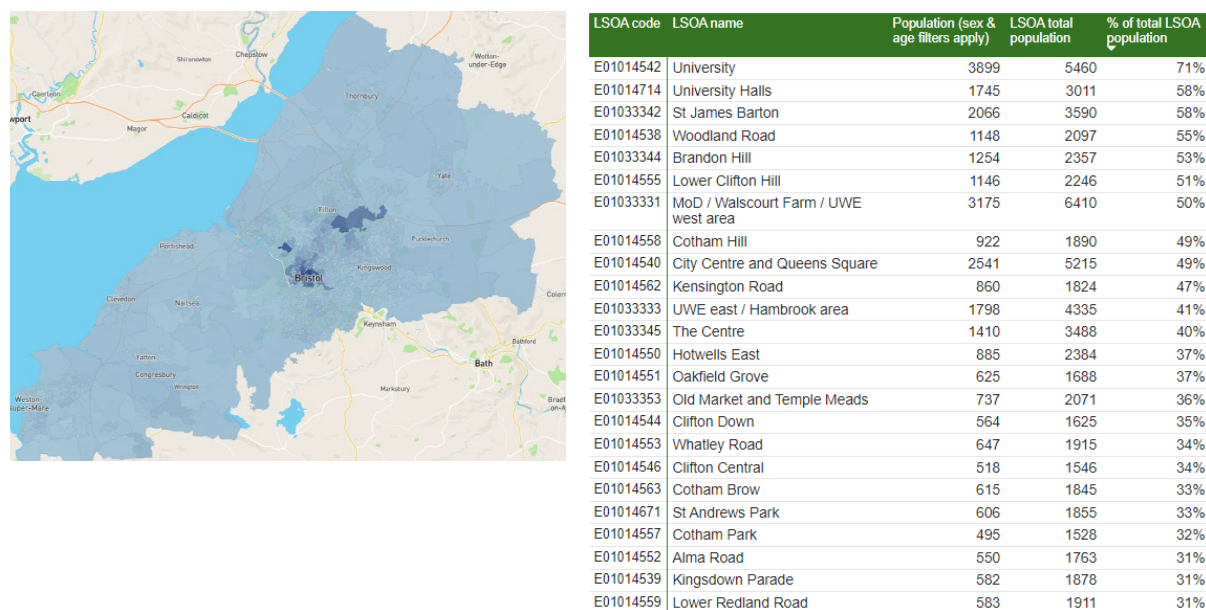 Shirenewton
Chepstow
Wotton-
under-Edge
Caerleon
Thornbury
wport
Caldicot
Magor
Yate
Filton
Pucklechurch
Portishead
Kingswood
Bristol
Clevedon
Nailsea
Colern
Keynsham
Bathford
Yatton
Bath
Congresbury
Wrington
Marksbury
Weston-
super-Mare
Bradf
on-A
LSOA code LSOA name Population (sex & age filters apply) LSOA total population % of total LSOA population
E01014542 University 3899 5460 71%
E01014714 University Halls 1745 3011 58%
E01033342 St James Barton 2066 3590 58%
E01014538 Woodland Road 1148 2097 55%
E01033344 Brandon Hill 1254 2357 53%
E01014555 Lower Clifton Hill 1146 2246 51%
E01033331 MoD / Walscourt Farm / UWE 3175 6410 50%
west area
E01014558 Cotham Hill 922 1890 49%
E01014540 City Centre and Queens Square 2541 5215 49%
E01014562 Kensington Road 860 1824 47%
E01033333 UWE east / Hambrook area 1798 4335 41%
E01033345 The Centre 1410 3488 40%
E01014550 Hotwells East 885 2384 37%
E01014551 Oakfield Grove 625 1688 37%
E01033353 Old Market and Temple Meads 737 2071 36%
E01014544 Clifton Down 564 1625 35%
E01014553 Whatley Road 647 1915 34%
E01014546 Clifton Central 518 1546 34%
E01014563 Cotham Brow 615 1845 33%
E01014671 St Andrews Park 606 1855 33%
E01014557 Cotham Park 495 1528 32%
E01014552 Alma Road 550 1763 31%
E01014539 Kingsdown Parade 582 1878 31%
E01014559 Lower Redland Road 583 1911 31%